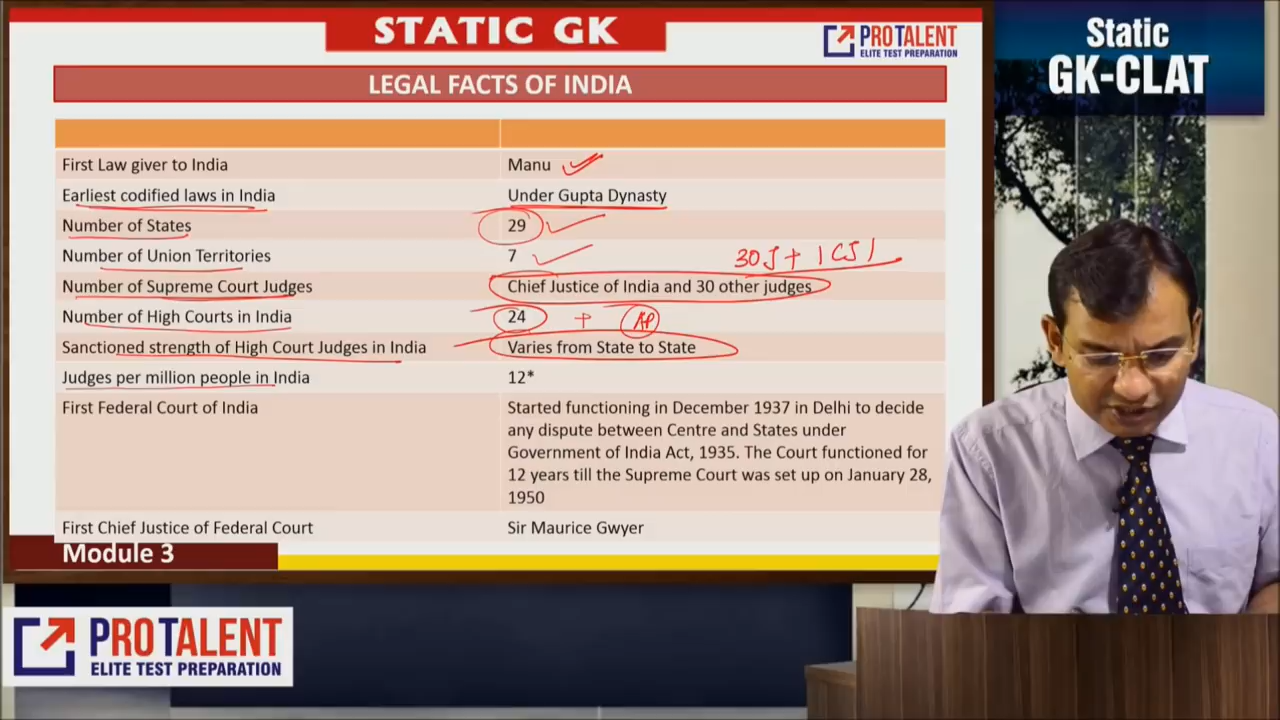 STATIC GK
PROTALENT
ELITE TEST PREPARATION
Static
GK-CLAT
LEGAL FACTS OF INDIA
First Law giver to India Manu
Earliest codified laws in India Under Gupta Dynasty
Number of States 29
Number of Union Territories 7
30J + 1CJI
Number of Supreme Court Judges Chief Justice of India and 30 other judges
Number of High Courts in India 24 + AP
Sanctioned strength of High Court Judges in India Varies from State to State
Judges per million people in India 12*
First Federal Court of India Started functioning in December 1937 in Delhi to decide
any dispute between Centre and States under
Government of India Act, 1935. The Court functioned for
12 years till the Supreme Court was set up on January 28,
1950
First Chief Justice of Federal Court Sir Maurice Gwyer
Module 3
PROTALENT
ELITE TEST PREPARATION